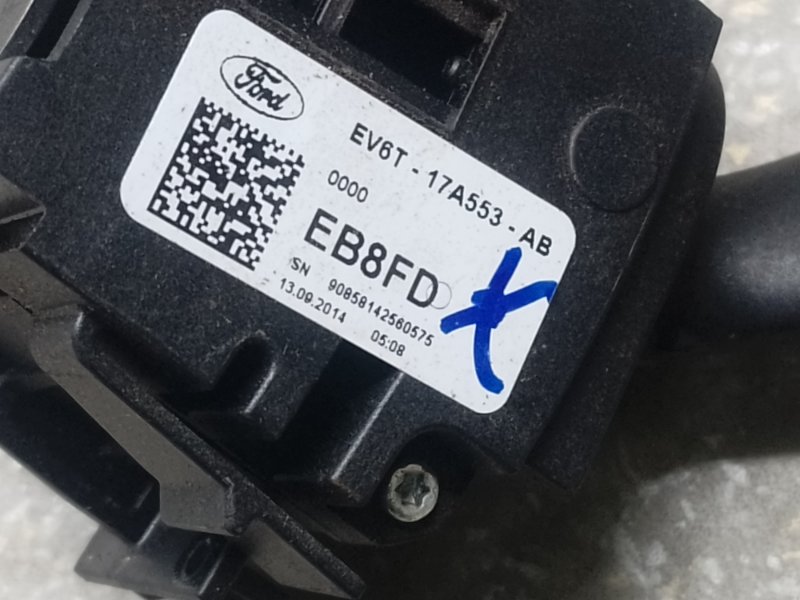 Ford
EV6T - 17A553 - AB
0000
EB8FD
SN 90858142560575
13.09.2014 05:08